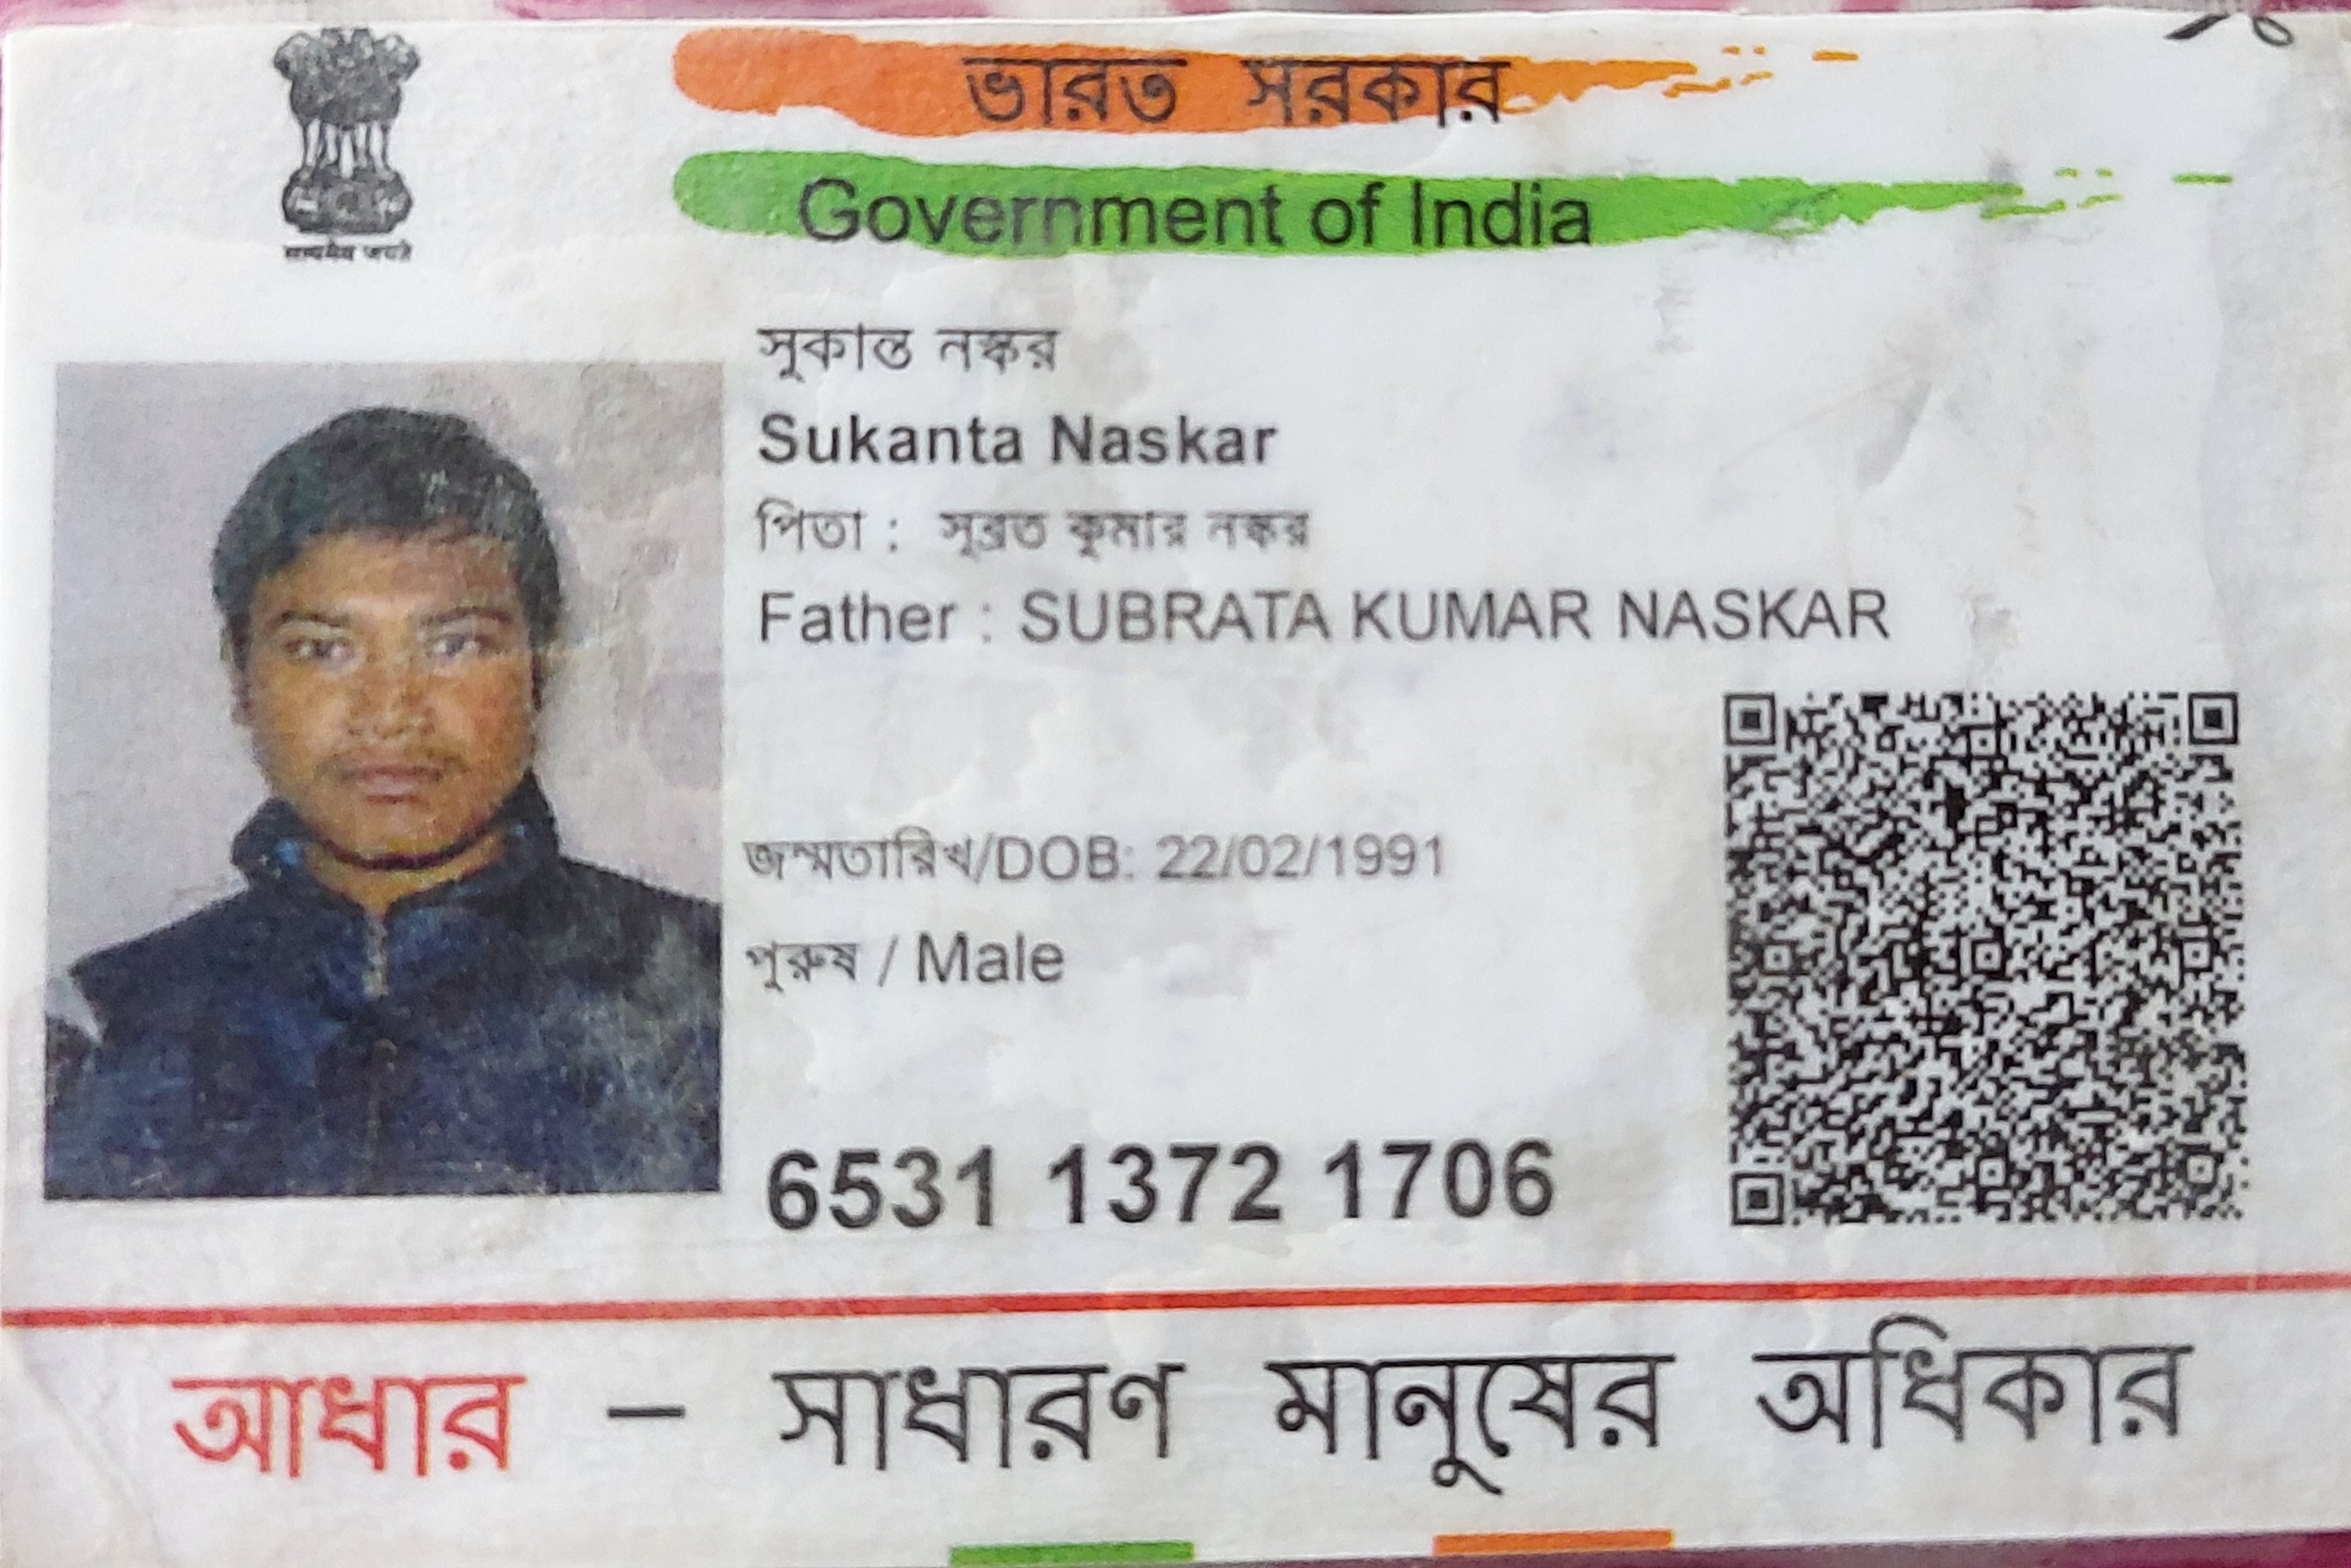 ভারত সরকার
Government of India
सत्यमेव जयते
সুকান্ত নস্কর
Sukanta Naskar
পিতা : সুব্রত কুমার নস্কর
Father : SUBRATA KUMAR NASKAR
জন্মতারিখ/DOB: 22/02/1991
পুরুষ / Male
6531 1372 1706
আধার – সাধারণ মানুষের অধিকার